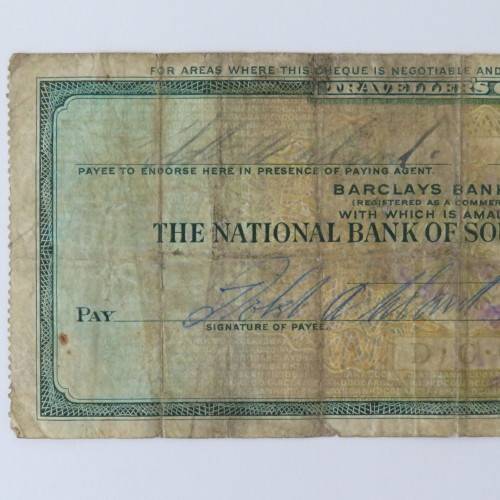 FOR AREAS WHERE THIS CHEQUE IS NEGOTIABLE AND
TRAVELLERS
PAYEE TO ENDORSE HERE IN PRESENCE OF PAYING AGENT.
BARCLAYS BANK
(REGISTERED AS A COMMER
WITH WHICH IS AMAL
THE NATIONAL BANK OF SOU
PAY
SIGNATURE OF PAYEE.